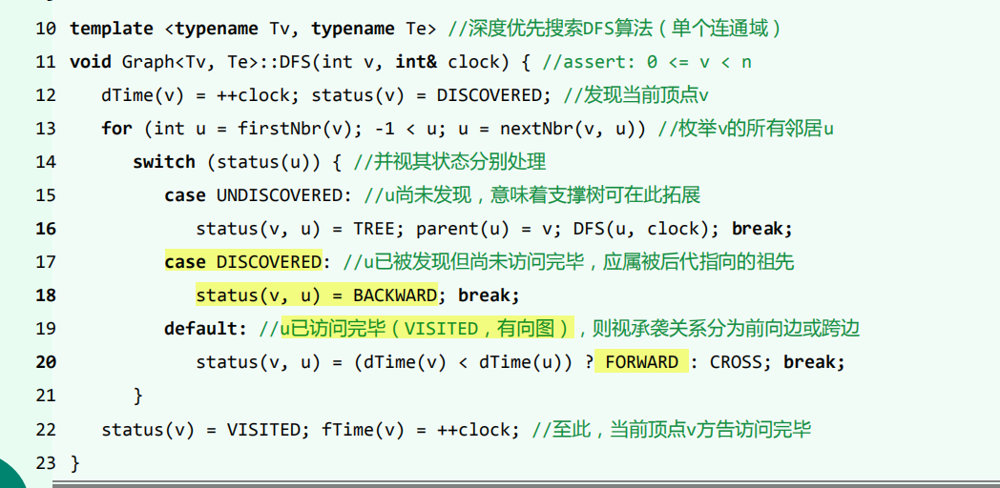 10 template <typename Tv, typename Te> //深度优先搜索DFS算法（单个连通域）
11 void Graph<Tv, Te>::DFS(int v, int& clock) { //assert: 0 <= v < n
12 dTime(v) = ++clock; status(v) = DISCOVERED; //发现当前顶点v
13 for (int u = firstNbr(v); -1 < u; u = nextNbr(v, u)) //枚举v的所有邻居u
14 switch (status(u)) { //并视其状态分别处理
15 case UNDISCOVERED: //u尚未发现，意味着支撑树可在此拓展
16 status(v, u) = TREE; parent(u) = v; DFS(u, clock); break;
17 case DISCOVERED: //u已被发现但尚未访问完毕，应属被后代指向的祖先
18 status(v, u) = BACKWARD; break;
19 default: //u已访问完毕（VISITED，有向图），则视承袭关系分为前向边或跨边
20 status(v, u) = (dTime(v) < dTime(u)) ? FORWARD : CROSS; break;
21 }
22 status(v) = VISITED; fTime(v) = ++clock; //至此，当前顶点v方告访问完毕
23 }